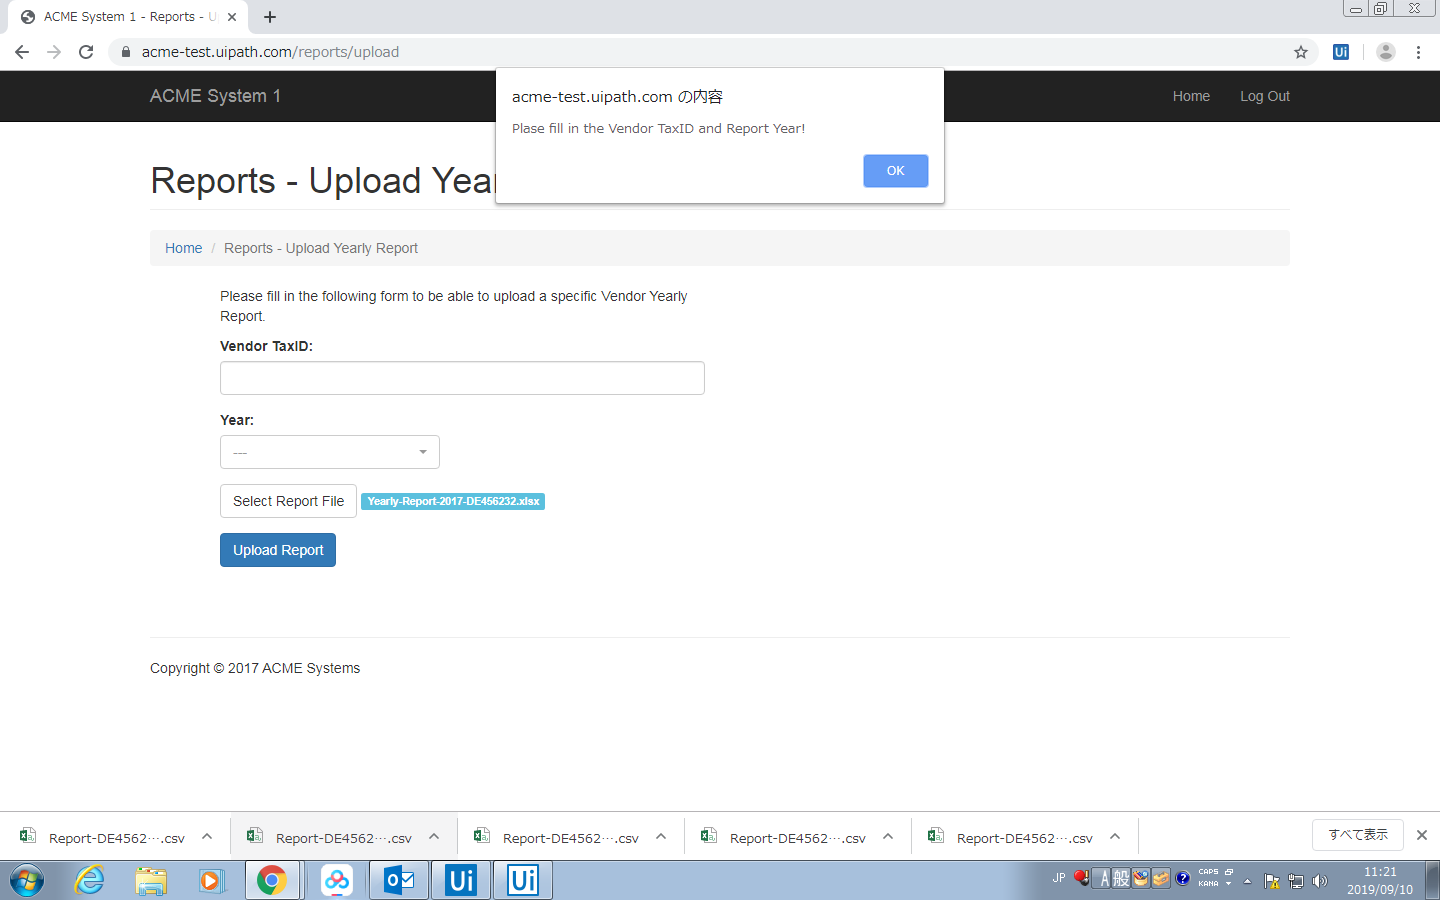 ACME System 1 - Reports - U
acme-test.uipath.com/reports/upload
Ui
acme-test.uipath.com の内容
Plase fill in the Vendor TaxID and Report Year!
OK
ACME System 1
Home
Log Out
Reports - Upload Yea
Home / Reports - Upload Yearly Report
Please fill in the following form to be able to upload a specific Vendor Yearly
Report.
Vendor TaxID:
Year:
---
Select Report File
Yearly-Report-2017-DE456232.xlsx
Upload Report
Copyright © 2017 ACME Systems
Report-DE4562⋯.csv
Report-DE4562⋯.csv
Report-DE4562⋯.csv
Report-DE4562⋯.csv
Report-DE4562⋯.csv
すべて表示
Ui
Ui
JP
A般
CAPS
KANA
11:21
2019/09/10